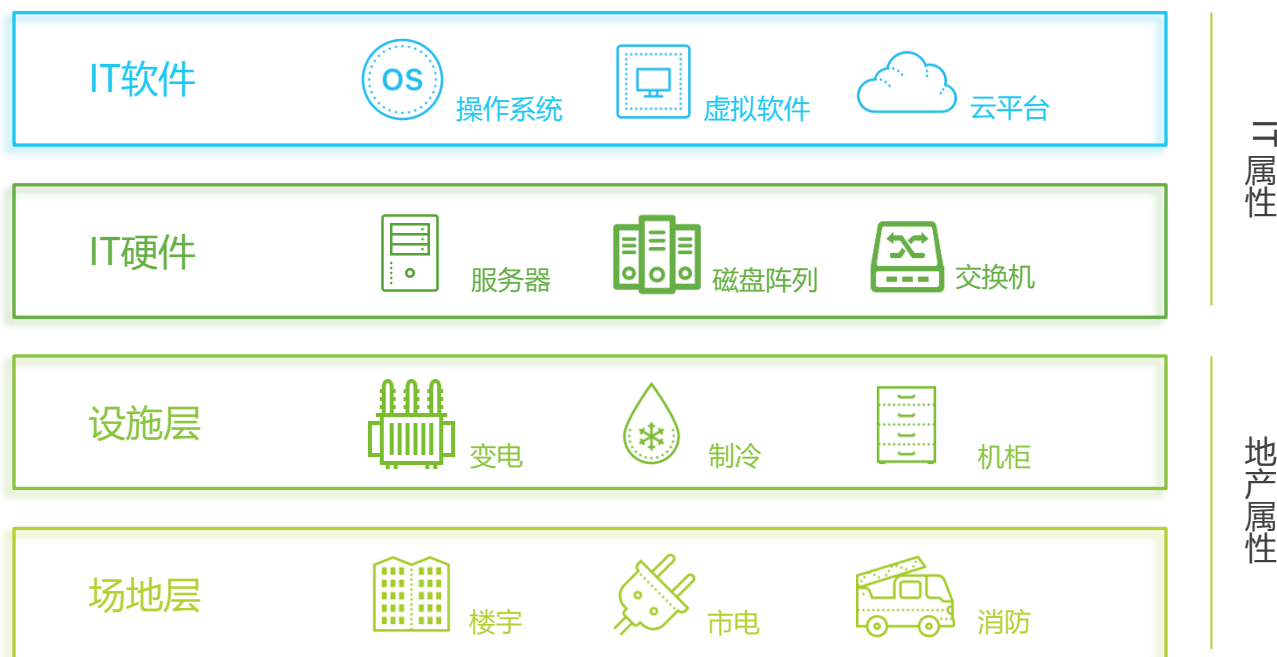 IT软件
OS
操作系统
虚拟软件
云平台
IT硬件
服务器
磁盘阵列
交换机
IT属性
设施层
变电
制冷
机柜
场地层
楼宇
市电
消防
地产属性